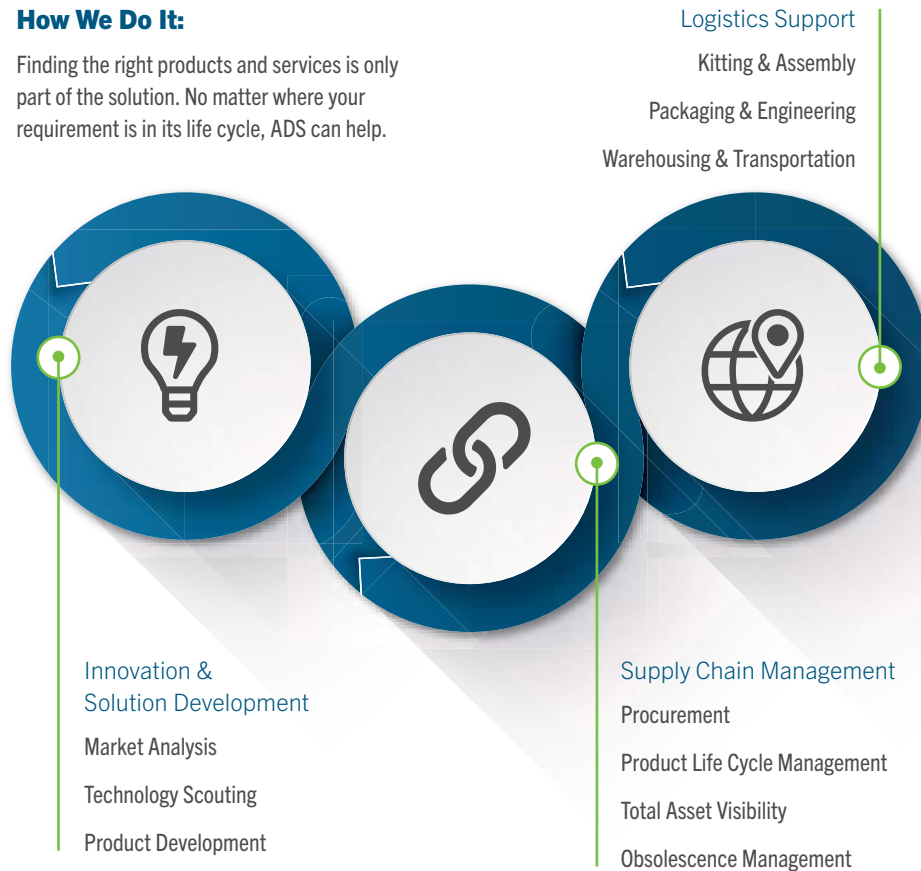 How We Do It:
Finding the right products and services is only
part of the solution. No matter where your
requirement is in its life cycle, ADS can help.
Logistics Support
Kitting & Assembly
Packaging & Engineering
Warehousing & Transportation
Innovation &
Solution Development
Market Analysis
Technology Scouting
Product Development
Supply Chain Management
Procurement
Product Life Cycle Management
Total Asset Visibility
Obsolescence Management